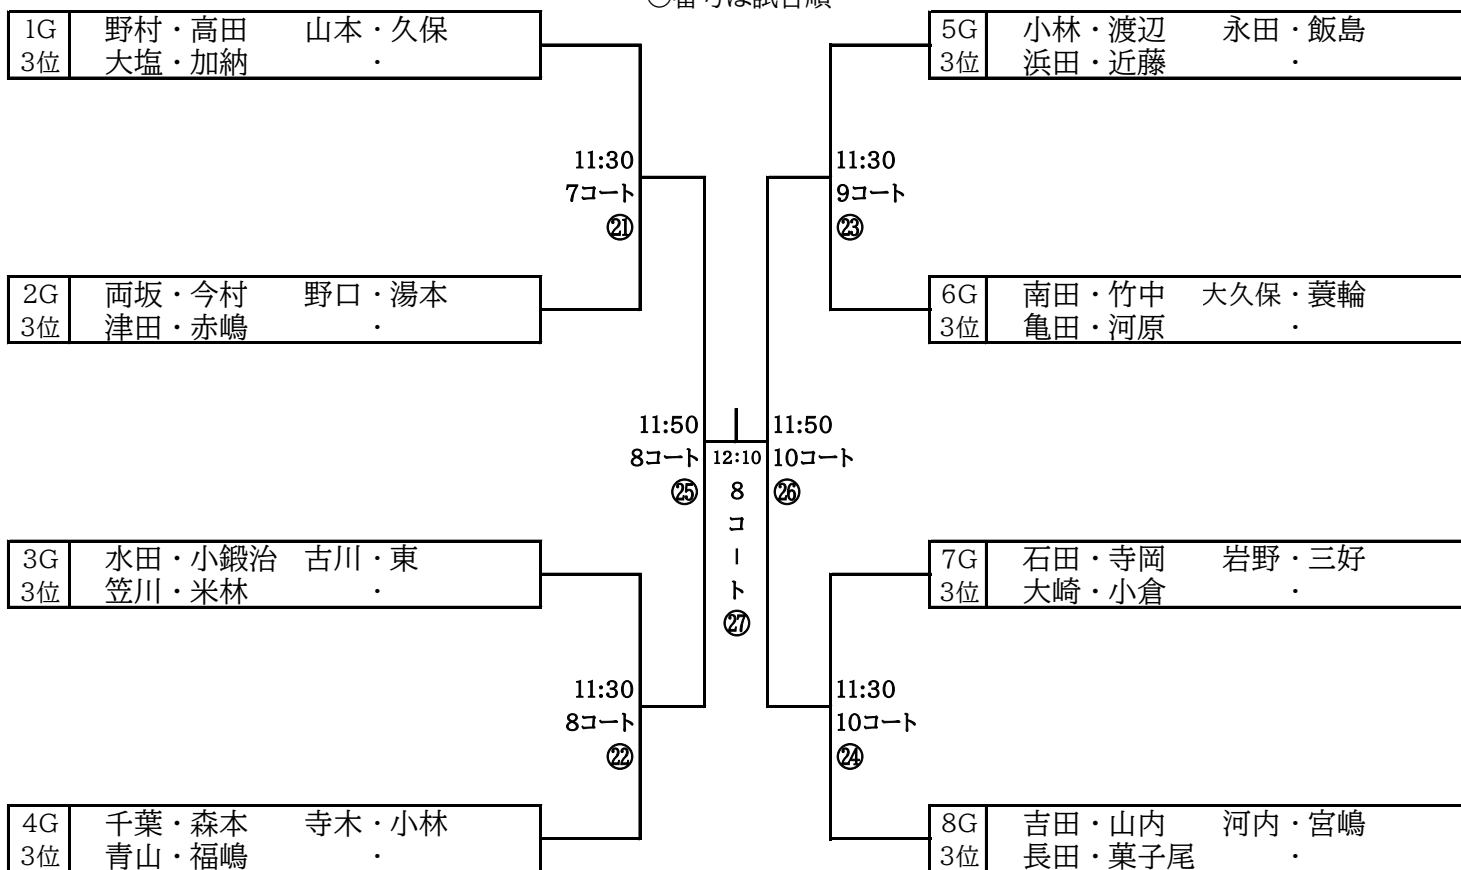 ○番号は試合順
1G 野村・高田 山本・久保
3位 大塩・加納 ・
5G 小林・渡辺 永田・飯島
3位 浜田・近藤 ・
11:30
7コート
㉑
11:30
9コート
㉓
2G 両坂・今村 野口・湯本
3位 津田・赤嶋 ・
6G 南田・竹中 大久保・蓑輪
3位 亀田・河原 ・
11:50
8コート
㉕
12:10
8コート
㉗
11:50
10コート
㉖
3G 水田・小鍛治 古川・東
3位 笠川・米林 ・
7G 石田・寺岡 岩野・三好
3位 大崎・小倉 ・
11:30
8コート
㉒
11:30
10コート
㉔
4G 千葉・森本 寺木・小林
3位 青山・福嶋 ・
8G 吉田・山内 河内・宮嶋
3位 長田・菓子尾 ・